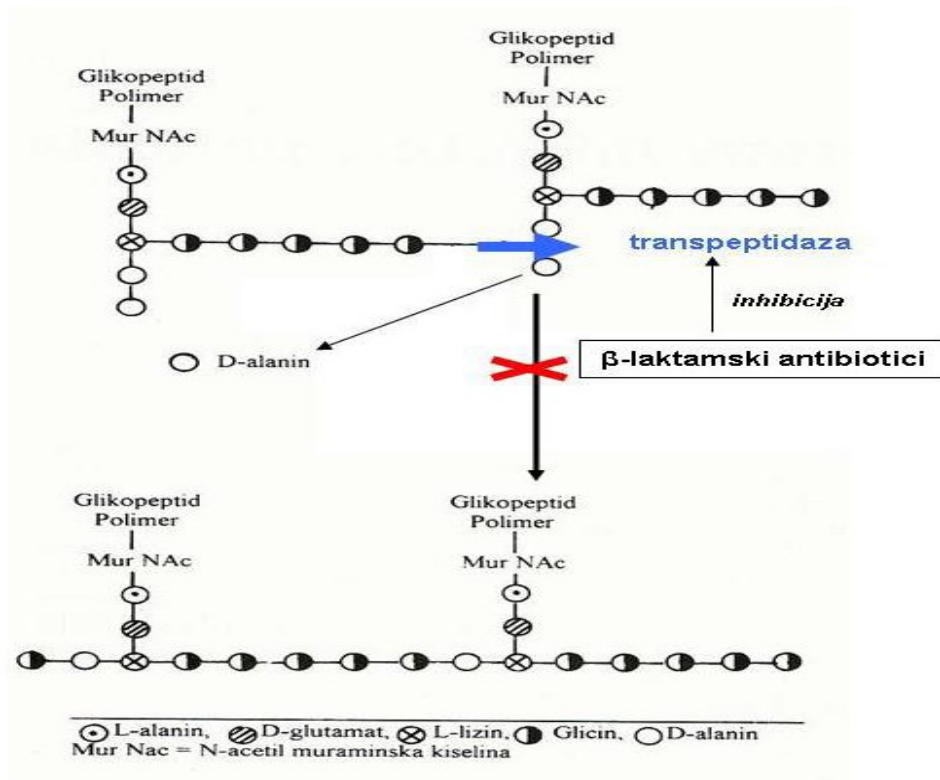 Glikopeptid
Polimer
Mur NAc
Glikopeptid
Polimer
Mur NAc
transpeptidaza
inhibicija
β-laktamski antibiotici
D-alanin
Glikopeptid
Polimer
Mur NAc
Glikopeptid
Polimer
Mur NAc
L-alanin, D-glutamat, L-lizin, Glicin, D-alanin
Mur Nac = N-acetil muraminska kiselina